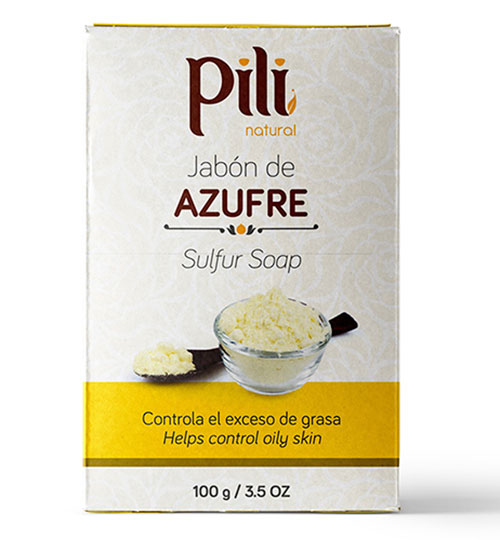 Pili
natural
Jabón de
AZUFRE
Sulfur Soap
Controla el exceso de grasa
Helps control oily skin
100 g / 3.5 OZ